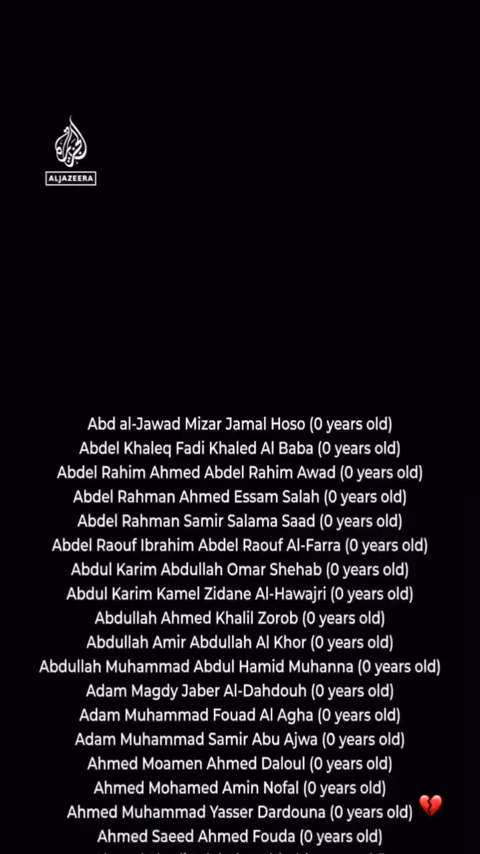 ALJAZEERA
Abd al-Jawad Mizar Jamal Hoso (0 years old)
Abdel Khaleq Fadi Khaled Al Baba (0 years old)
Abdel Rahim Ahmed Abdel Rahim Awad (0 years old)
Abdel Rahman Ahmed Essam Salah (0 years old)
Abdel Rahman Samir Salama Saad (0 years old)
Abdel Raouf Ibrahim Abdel Raouf Al-Farra (0 years old)
Abdul Karim Abdullah Omar Shehab (0 years old)
Abdul Karim Kamel Zidane Al-Hawajri (0 years old)
Abdullah Ahmed Khalil Zorob (0 years old)
Abdullah Amir Abdullah Al Khor (0 years old)
Abdullah Muhammad Abdul Hamid Muhanna (0 years old)
Adam Magdy Jaber Al-Dahdouh (0 years old)
Adam Muhammad Fouad Al Agha (0 years old)
Adam Muhammad Samir Abu Ajwa (0 years old)
Ahmed Moamen Ahmed Daloul (0 years old)
Ahmed Mohamed Amin Nofal (0 years old)
Ahmed Muhammad Yasser Dardouna (0 years old)
Ahmed Saeed Ahmed Fouda (0 years old)